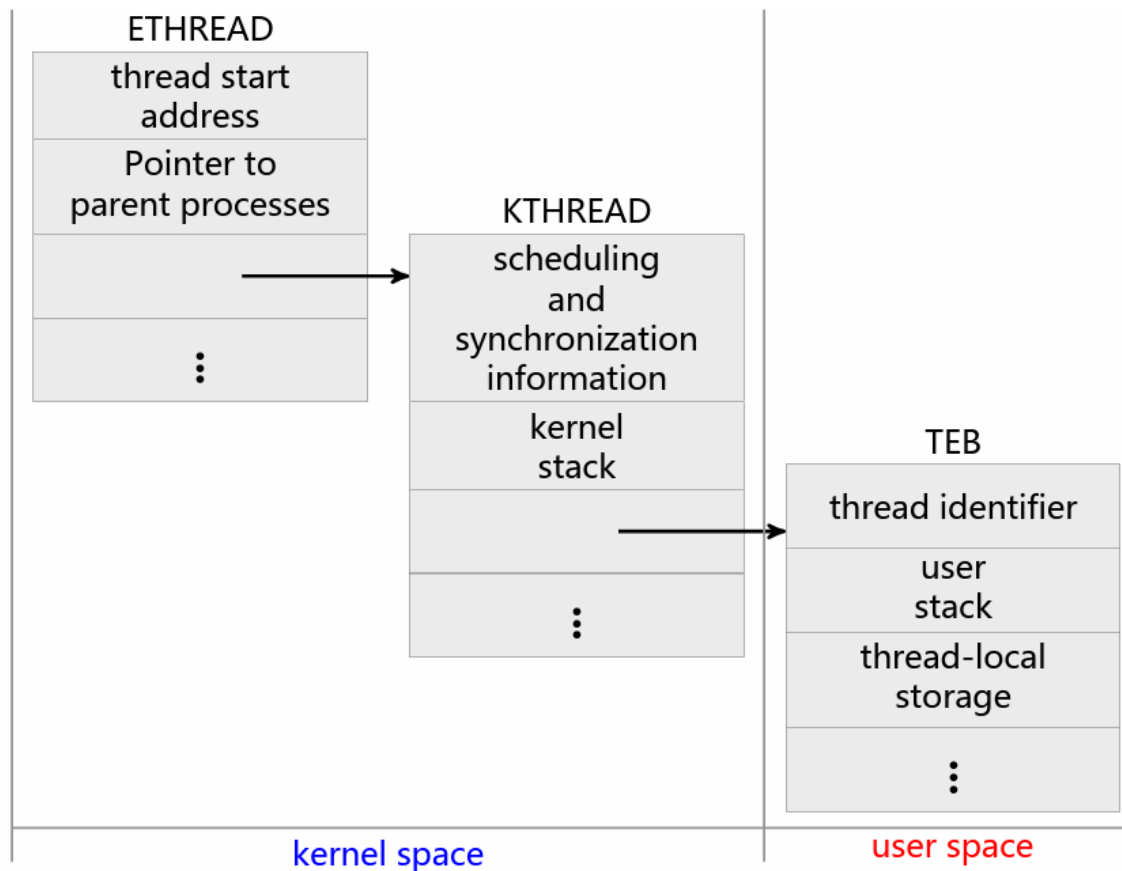 ETHREAD
thread start
address
Pointer to
parent processes
⋮
KTHREAD
scheduling
and
synchronization
information
kernel
stack
⋮
TEB
thread identifier
user
stack
thread-local
storage
⋮
kernel space
user space